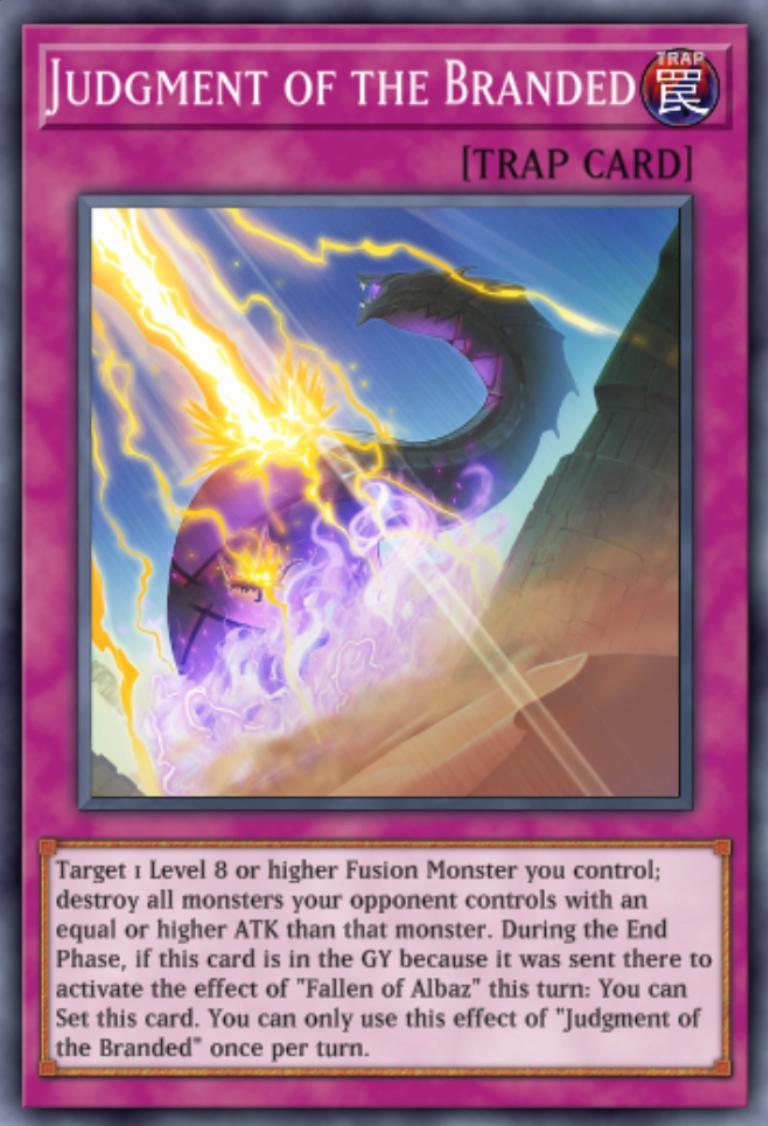 Judgment of the Branded
TRAP
罠
[TRAP CARD]
Target 1 Level 8 or higher Fusion Monster you control;
destroy all monsters your opponent controls with an
equal or higher ATK than that monster. During the End
Phase, if this card is in the GY because it was sent there to
activate the effect of "Fallen of Albaz" this turn: You can
Set this card. You can only use this effect of "Judgment of
the Branded" once per turn.